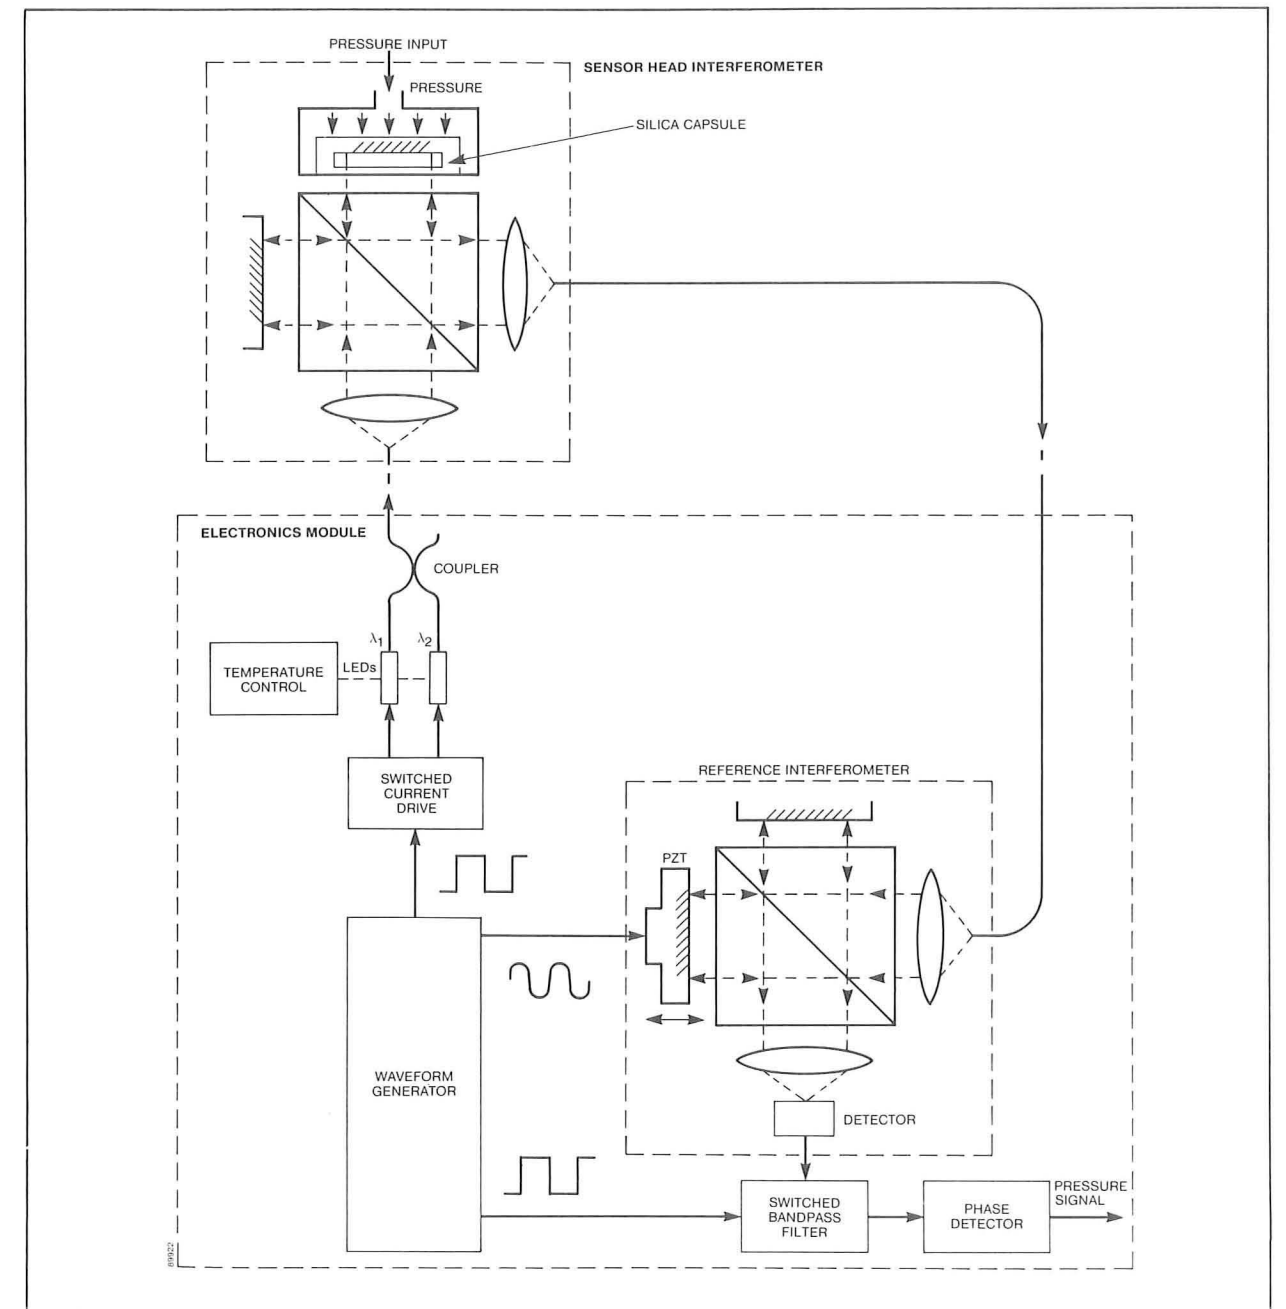 PRESSURE INPUT
SENSOR HEAD INTERFEROMETER
PRESSURE
SILICA CAPSULE
ELECTRONICS MODULE
COUPLER
λ1
λ2
TEMPERATURE
CONTROL
LEDs
SWITCHED
CURRENT
DRIVE
REFERENCE INTERFEROMETER
PZT
WAVEFORM
GENERATOR
DETECTOR
SWITCHED
BANDPASS
FILTER
PHASE
DETECTOR
PRESSURE
SIGNAL
89922